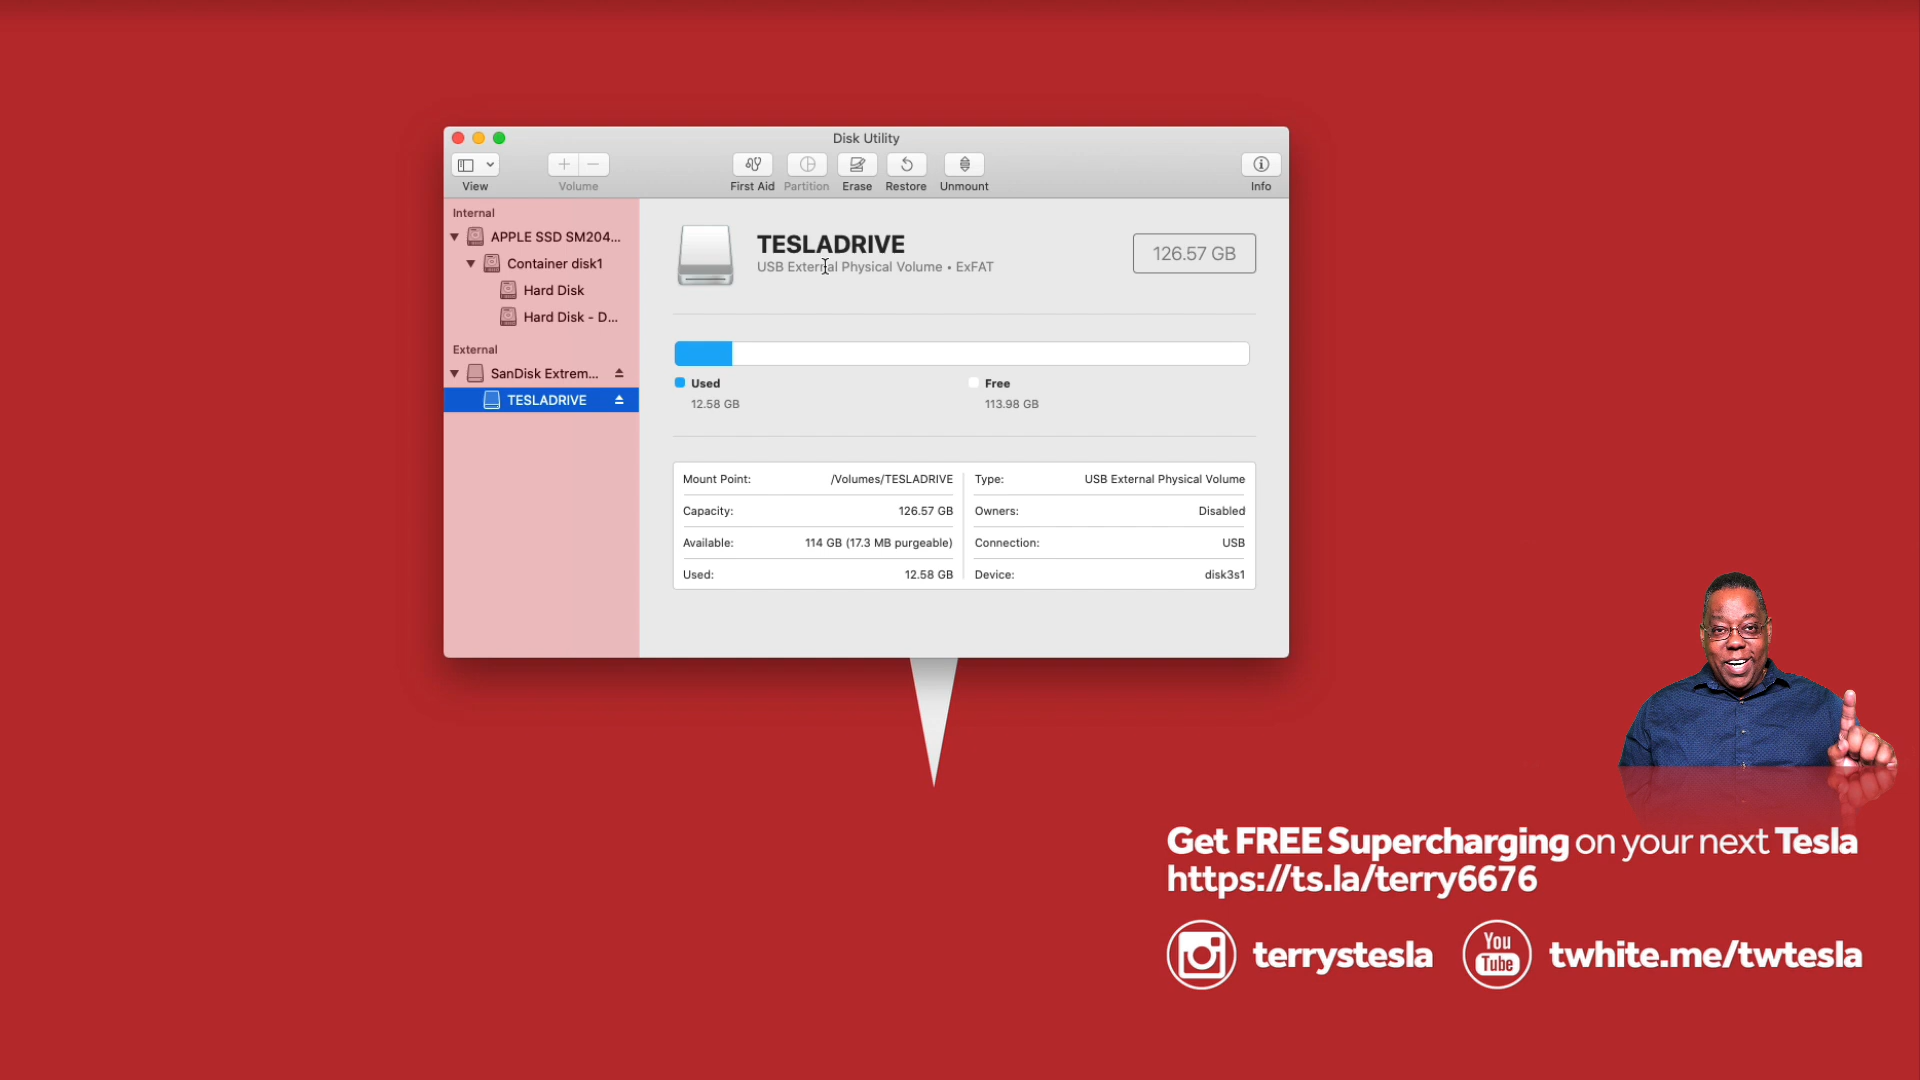 Disk Utility
View
Volume
First Aid
Partition
Erase
Restore
Unmount
Info
Internal
APPLE SSD SM204...
Container disk1
Hard Disk
Hard Disk - D...
External
SanDisk Extrem...
TESLADRIVE
TESLADRIVE
USB External Physical Volume • ExFAT
126.57 GB
Used
12.58 GB
Free
113.98 GB
Mount Point: /Volumes/TESLADRIVE
Capacity: 126.57 GB
Available: 114 GB (17.3 MB purgeable)
Used: 12.58 GB
Type: USB External Physical Volume
Owners: Disabled
Connection: USB
Device: disk3s1
Get FREE Supercharging on your next Tesla
https://ts.la/terry6676
terrystesla
You
Tube
twhite.me/twtesla